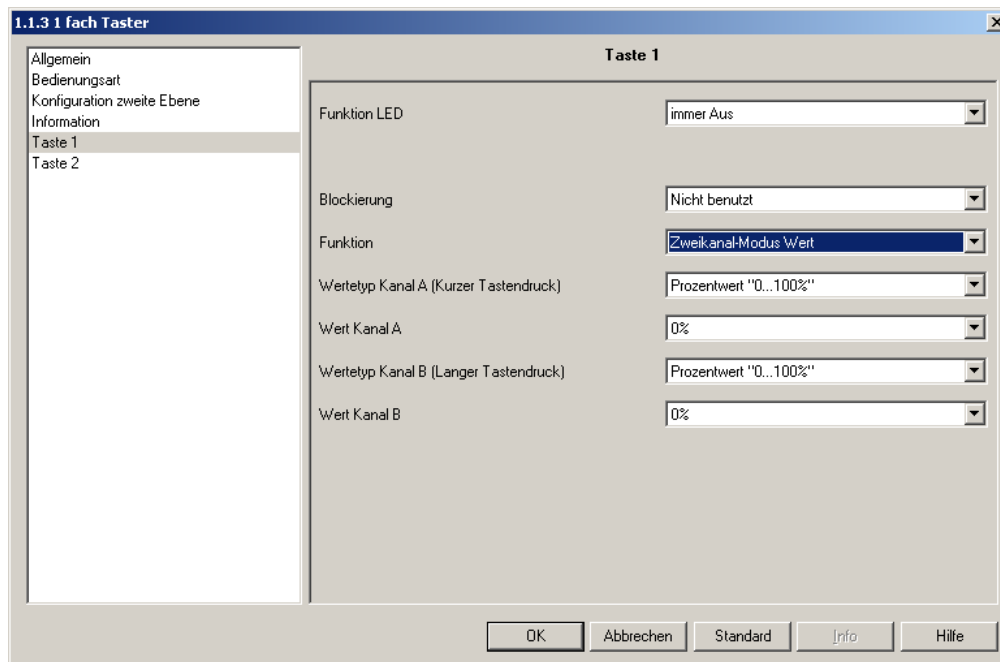 1.1.3 1 fach Taster
Allgemein
Bedienungsart
Konfiguration zweite Ebene
Information
Taste 1
Taste 2
Taste 1
Funktion LED
immer Aus
Blockierung
Nicht benutzt
Funktion
Zweikanal-Modus Wert
Wertetyp Kanal A (Kurzer Tastendruck)
Prozentwert "0...100%"
Wert Kanal A
0%
Wertetyp Kanal B (Langer Tastendruck)
Prozentwert "0...100%"
Wert Kanal B
0%
OK
Abbrechen
Standard
Info
Hilfe